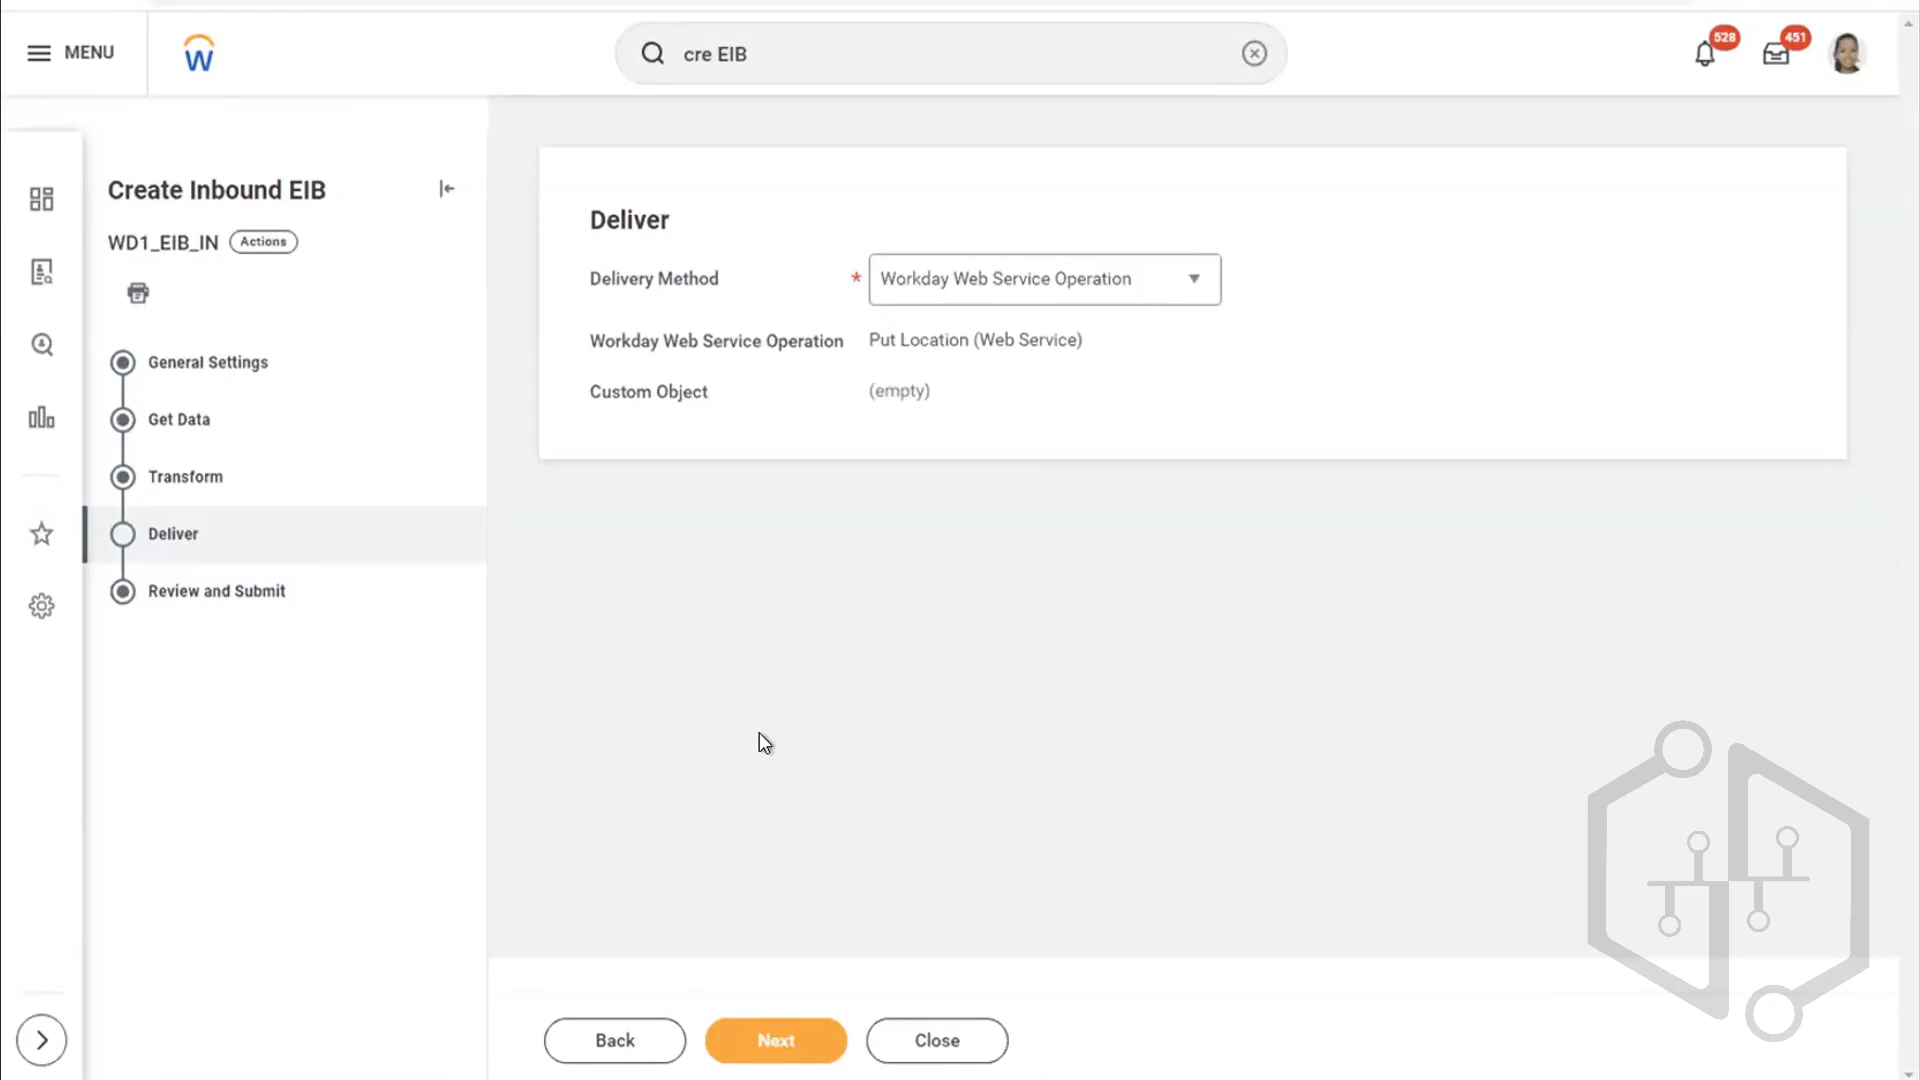 MENU
W
cre EIB
528
451
Create Inbound EIB
WD1_EIB_IN
Actions
General Settings
Get Data
Transform
Deliver
Review and Submit
Deliver
Delivery Method * Workday Web Service Operation
Workday Web Service Operation Put Location (Web Service)
Custom Object (empty)
Back
Next
Close